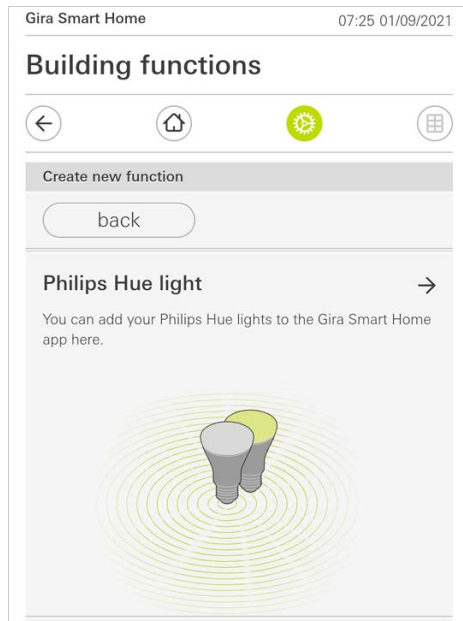 Gira Smart Home 07:25 01/09/2021
Building functions
Create new function
back
Philips Hue light
You can add your Philips Hue lights to the Gira Smart Home
app here.